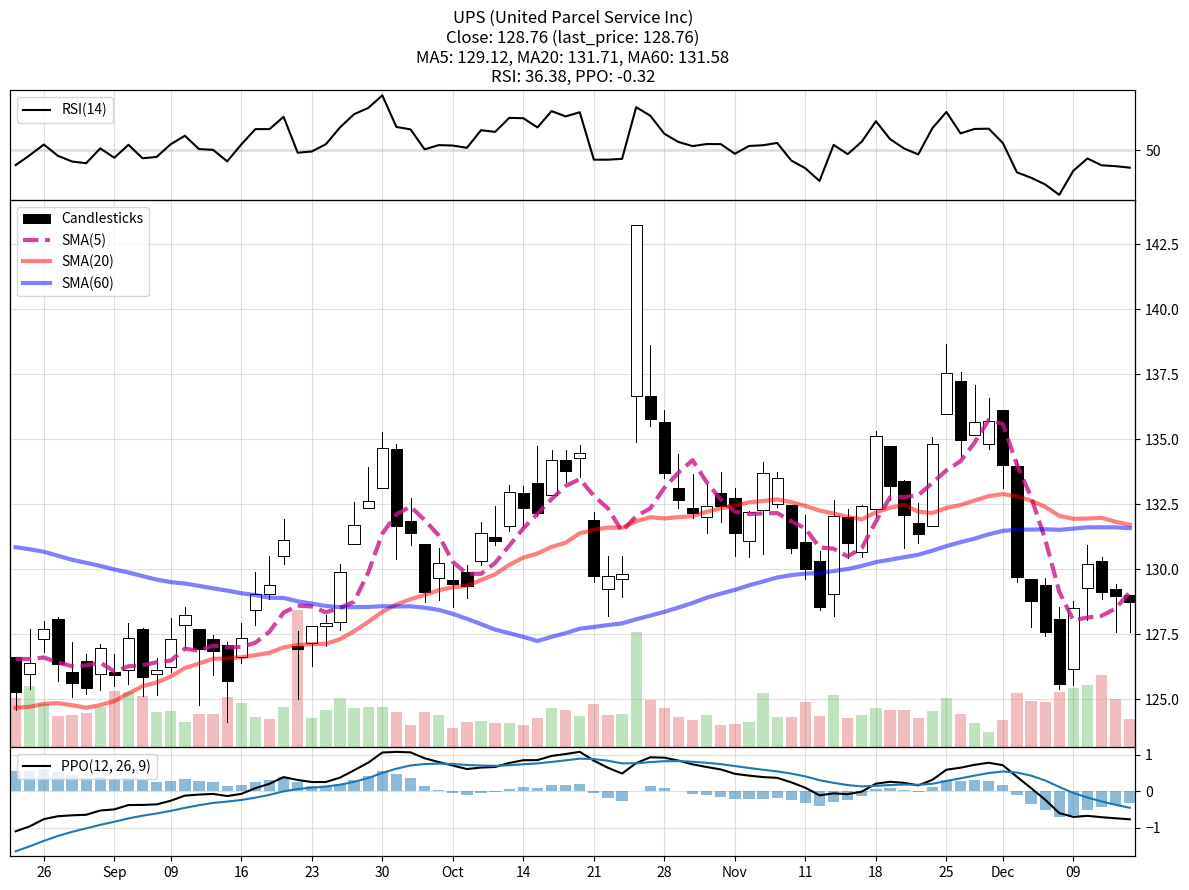 UPS (United Parcel Service Inc)
Close: 128.76 (last_price: 128.76)
MA5: 129.12, MA20: 131.71, MA60: 131.58
RSI: 36.38, PPO: -0.32
RSI(14)
50
Candlesticks
SMA(5)
SMA(20)
SMA(60)
142.5
140.0
137.5
135.0
132.5
130.0
127.5
125.0
PPO(12, 26, 9)
1
0
−1
26 Sep 09 16 23 30 Oct 14 21 28 Nov 11 18 25 Dec 09